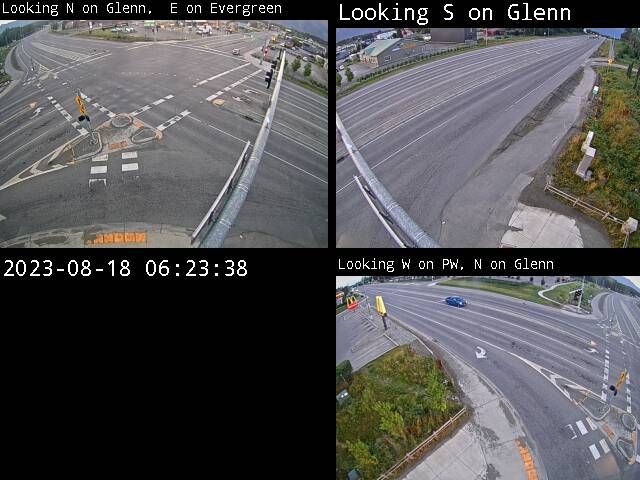 Looking N on Glenn, E on Evergreen
Looking S on Glenn
2023-08-18 06:23:38
Looking W on PW, N on Glenn